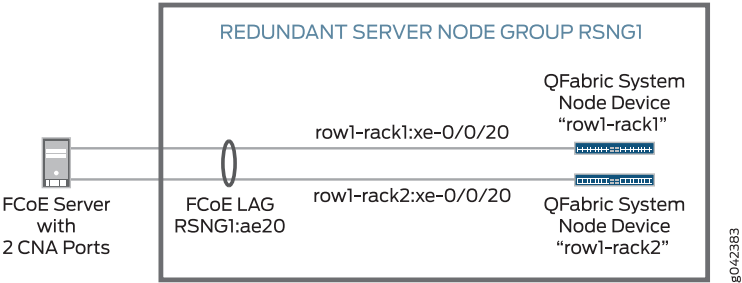 REDUNDANT SERVER NODE GROUP RSNG1
QFabric System
Node Device
“row1-rack1”
row1-rack1:xe-0/0/20
row1-rack2:xe-0/0/20
FCoE Server
with
2 CNA Ports
FCoE LAG
RSNG1:ae20
QFabric System
Node Device
“row1-rack2”
g042383